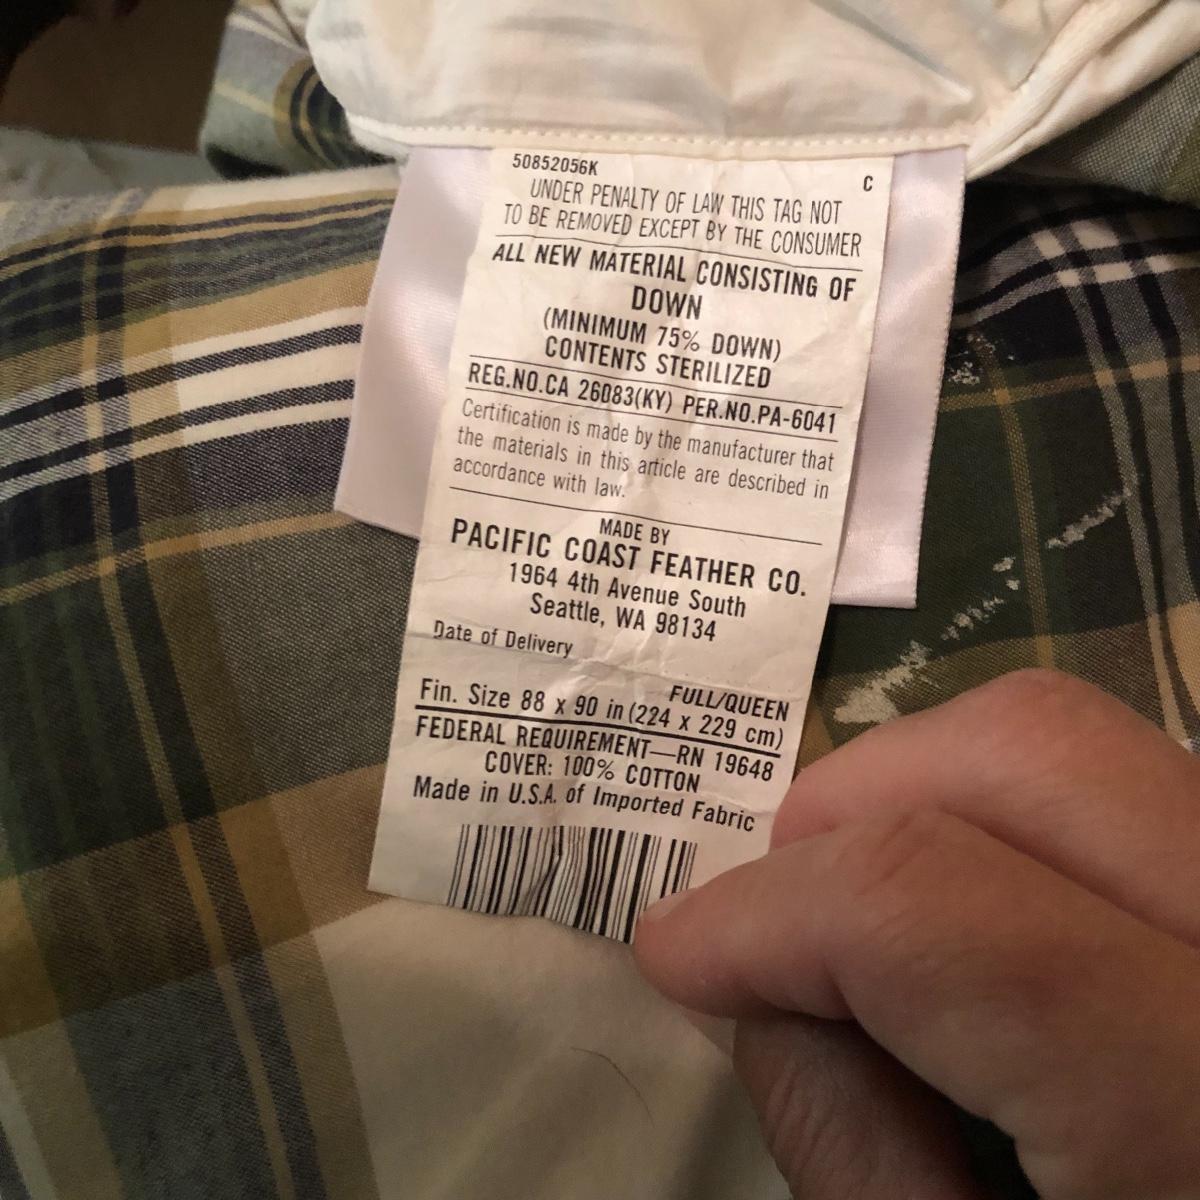 50852056K
C
UNDER PENALTY OF LAW THIS TAG NOT
TO BE REMOVED EXCEPT BY THE CONSUMER
ALL NEW MATERIAL CONSISTING OF
DOWN
(MINIMUM 75% DOWN)
CONTENTS STERILIZED
REG.NO.CA 26083(KY) PER.NO.PA-6041
Certification is made by the manufacturer that
the materials in this article are described in
accordance with law.
MADE BY
PACIFIC COAST FEATHER CO.
1964 4th Avenue South
Seattle, WA 98134
Date of Delivery
FULL/QUEEN
Fin. Size 88 x 90 in (224 x 229 cm)
FEDERAL REQUIREMENT—RN 19648
COVER: 100% COTTON
Made in U.S.A. of Imported Fabric